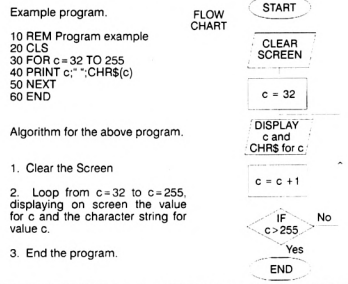 Example program.
10 REM Program example
20 CLS
30 FOR c=32 TO 255
40 PRINT c;" ";CHR$(c)
50 NEXT
60 END
Algorithm for the above program.
1. Clear the Screen
2. Loop from c=32 to c=255,
displaying on screen the value
for c and the character string for
value c.
3. End the program.
FLOW
CHART
START
CLEAR
SCREEN
c = 32
DISPLAY
c and
CHR$ for c
c = c +1
IF
c>255
No
Yes
END